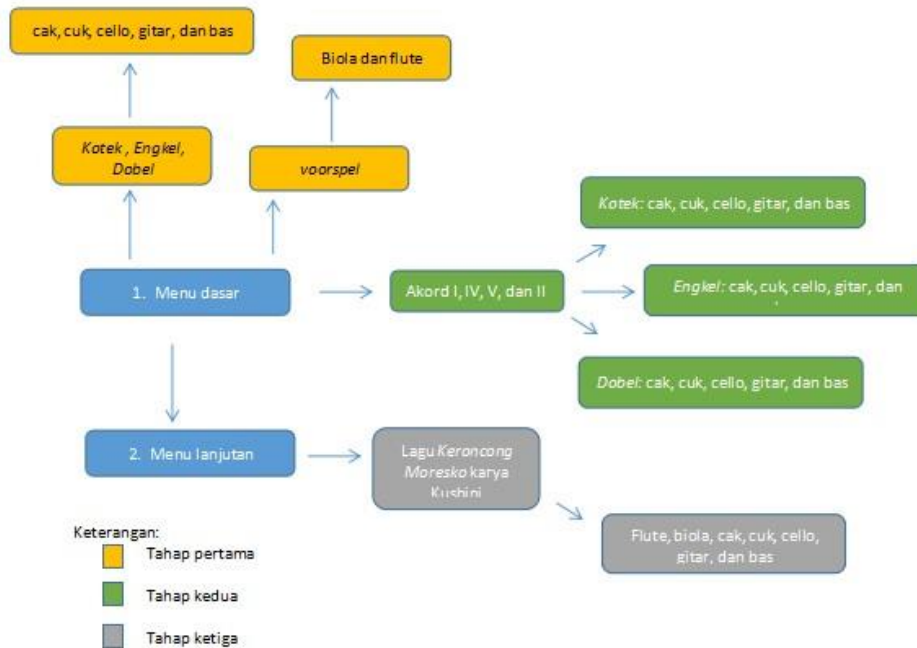 cak, cuk, cello, gitar, dan bas
Biola dan flute
Kotek , Engkel,
Dobel
voorspel
Kotek: cak, cuk, cello, gitar, dan bas
1. Menu dasar
Akord I, IV, V, dan II
Engkel: cak, cuk, cello, gitar, dan
Dobel: cak, cuk, cello, gitar, dan bas
2. Menu lanjutan
Lagu Keroncong
Moresko karya
Kusbini
Flute, biola, cak, cuk, cello,
gitar, dan bas
Keterangan:
Tahap pertama
Tahap kedua
Tahap ketiga